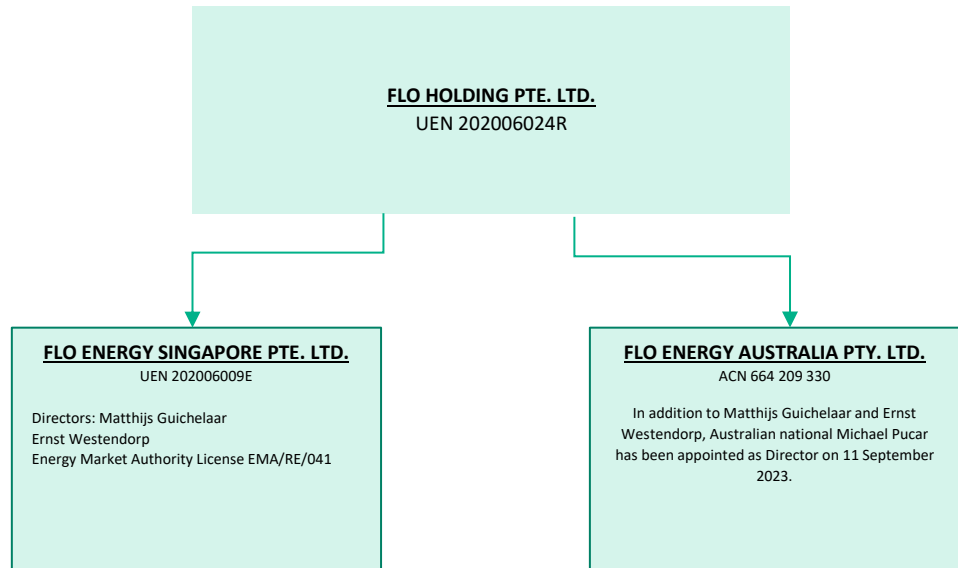 FLO HOLDING PTE. LTD.
UEN 202006024R
FLO ENERGY SINGAPORE PTE. LTD.
UEN 202006009E
Directors: Matthijs Guichelaar
Ernst Westendorp
Energy Market Authority License EMA/RE/041
FLO ENERGY AUSTRALIA PTY. LTD.
ACN 664 209 330
In addition to Matthijs Guichelaar and Ernst
Westendorp, Australian national Michael Pucar
has been appointed as Director on 11 September
2023.